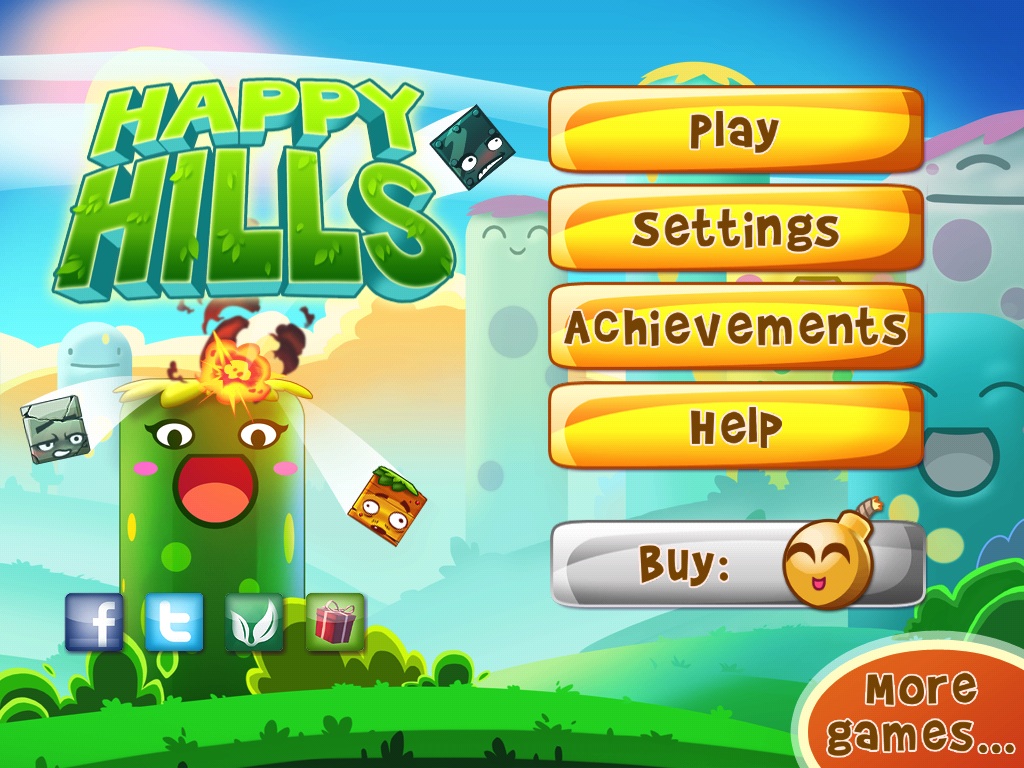 HAPPY
HILLS
Play
Settings
Achievements
Help
Buy:
f
t
More
games...